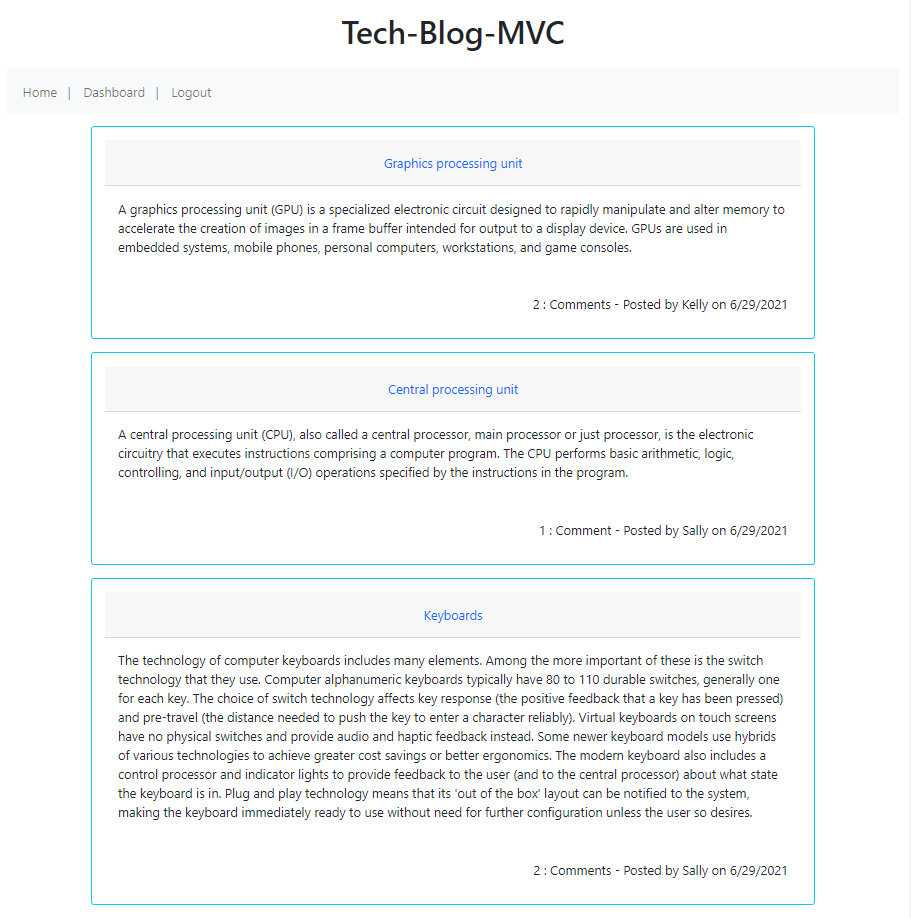 Tech-Blog-MVC
Home | Dashboard | Logout
Graphics processing unit
A graphics processing unit (GPU) is a specialized electronic circuit designed to rapidly manipulate and alter memory to
accelerate the creation of images in a frame buffer intended for output to a display device. GPUs are used in
embedded systems, mobile phones, personal computers, workstations, and game consoles.
2 : Comments - Posted by Kelly on 6/29/2021
Central processing unit
A central processing unit (CPU), also called a central processor, main processor or just processor, is the electronic
circuitry that executes instructions comprising a computer program. The CPU performs basic arithmetic, logic,
controlling, and input/output (I/O) operations specified by the instructions in the program.
1 : Comment - Posted by Sally on 6/29/2021
Keyboards
The technology of computer keyboards includes many elements. Among the more important of these is the switch
technology that they use. Computer alphanumeric keyboards typically have 80 to 110 durable switches, generally one
for each key. The choice of switch technology affects key response (the positive feedback that a key has been pressed)
and pre-travel (the distance needed to push the key to enter a character reliably). Virtual keyboards on touch screens
have no physical switches and provide audio and haptic feedback instead. Some newer keyboard models use hybrids
of various technologies to achieve greater cost savings or better ergonomics. The modern keyboard also includes a
control processor and indicator lights to provide feedback to the user (and to the central processor) about what state
the keyboard is in. Plug and play technology means that its 'out of the box' layout can be notified to the system,
making the keyboard immediately ready to use without need for further configuration unless the user so desires.
2 : Comments - Posted by Sally on 6/29/2021